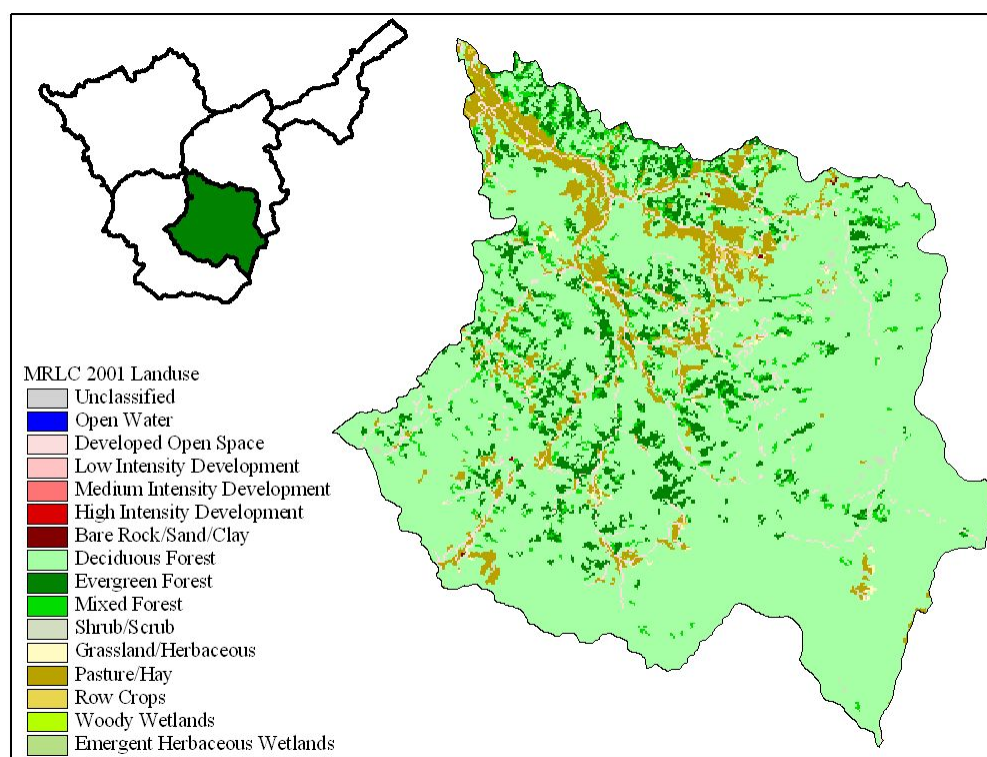 MRLC 2001 Landuse
Unclassified
Open Water
Developed Open Space
Low Intensity Development
Medium Intensity Development
High Intensity Development
Bare Rock/Sand/Clay
Deciduous Forest
Evergreen Forest
Mixed Forest
Shrub/Scrub
Grassland/Herbaceous
Pasture/Hay
Row Crops
Woody Wetlands
Emergent Herbaceous Wetlands